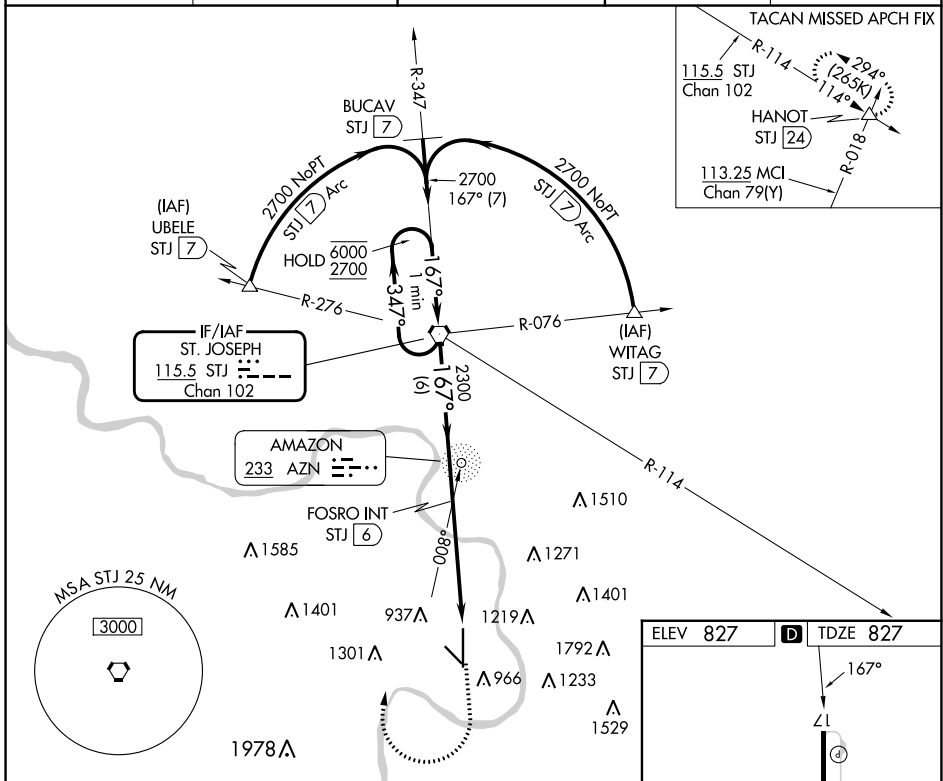 TACAN MISSED APCH FIX
R-114
115.5 STJ
Chan 102
114°
294°
(265K)
HANOT
STJ 24
R-018
113.25 MCI
Chan 79(Y)
R-347
BUCAV
STJ 7
2700 NoPT
STJ 7 Arc
2700
167° (7)
2700 NoPT
STJ 7 Arc
(IAF)
UBELE
STJ 7
HOLD 6000
2700
347°
1 min
167°
R-276
R-076
(IAF)
WITAG
STJ 7
IF/IAF
ST. JOSEPH
115.5 STJ
Chan 102
2300
167°
(6)
AMAZON
233 AZN
R-114
FOSRO INT
STJ 6
008°
1510
1585
1271
MSA STJ 25 NM
3000
1401
937
1219
1401
1301
1792
966
1233
1529
1978
ELEV 827
D
TDZE 827
167°
17
P